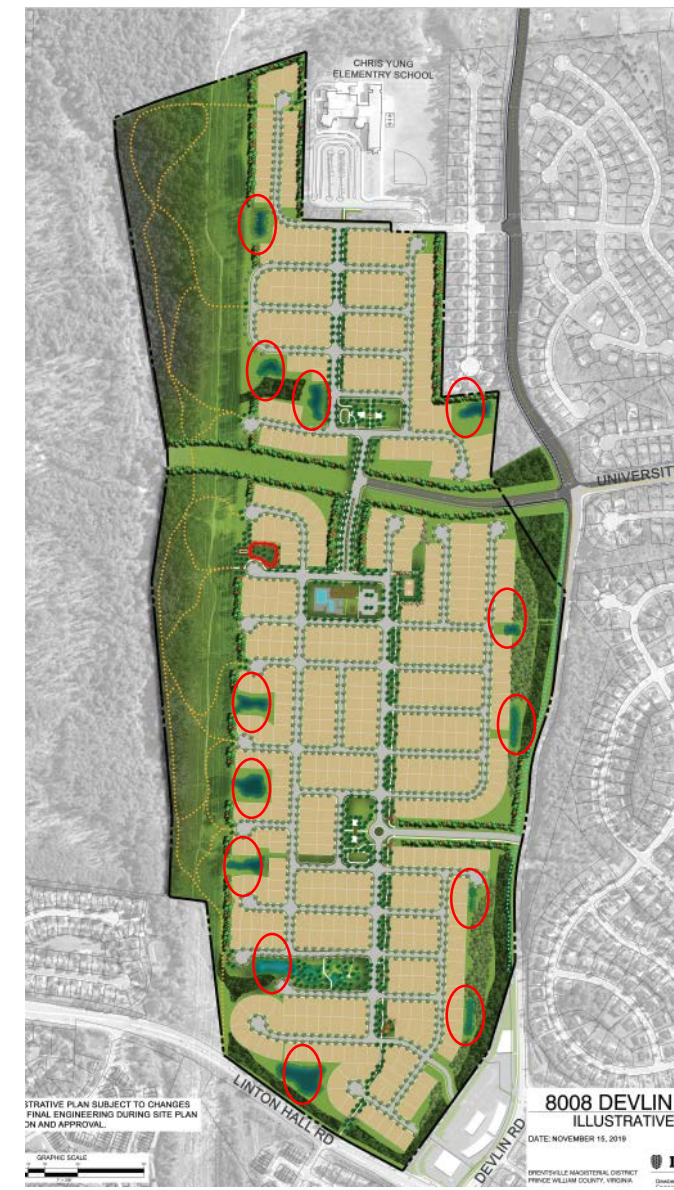 CHRIS YUNG
ELEMENTRY SCHOOL
UNIVERSIT
LINTON HALL RD
DEVLIN RD
STRATIVE PLAN SUBJECT TO CHANGES
FINAL ENGINEERING DURING SITE PLAN
ON AND APPROVAL.
GRAPHIC SCALE
8008 DEVLIN
ILLUSTRATIVE
DATE: NOVEMBER 15, 2019
BRENTSVILLE MAGISTERIAL DISTRICT
PRINCE WILLIAM COUNTY, VIRGINIA